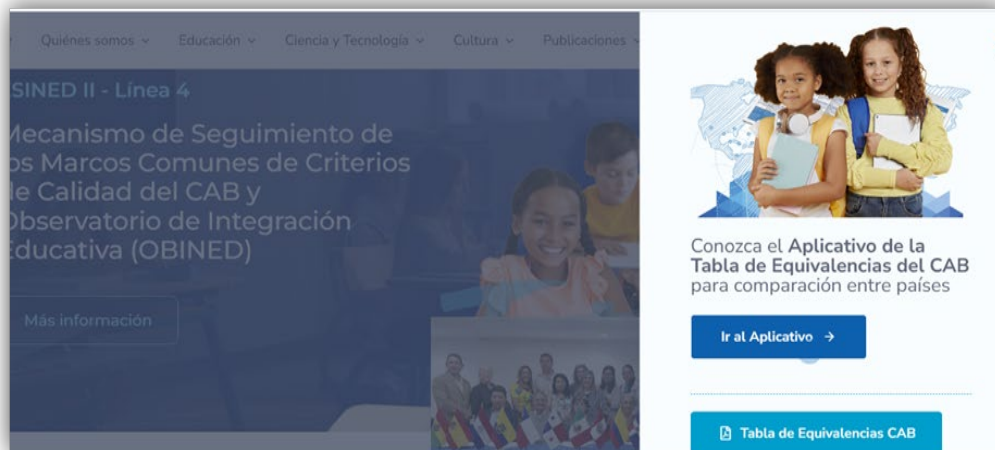 Quiénes somos
Educación
Ciencia y Tecnología
Cultura
Publicaciones
SINED II - Línea 4
Mecanismo de Seguimiento de
os Marcos Comunes de Criterios
de Calidad del CAB y
Observatorio de Integración
Educativa (OBINED)
Más información
Conozca el Aplicativo de la
Tabla de Equivalencias del CAB
para comparación entre países
Ir al Aplicativo →
Tabla de Equivalencias CAB